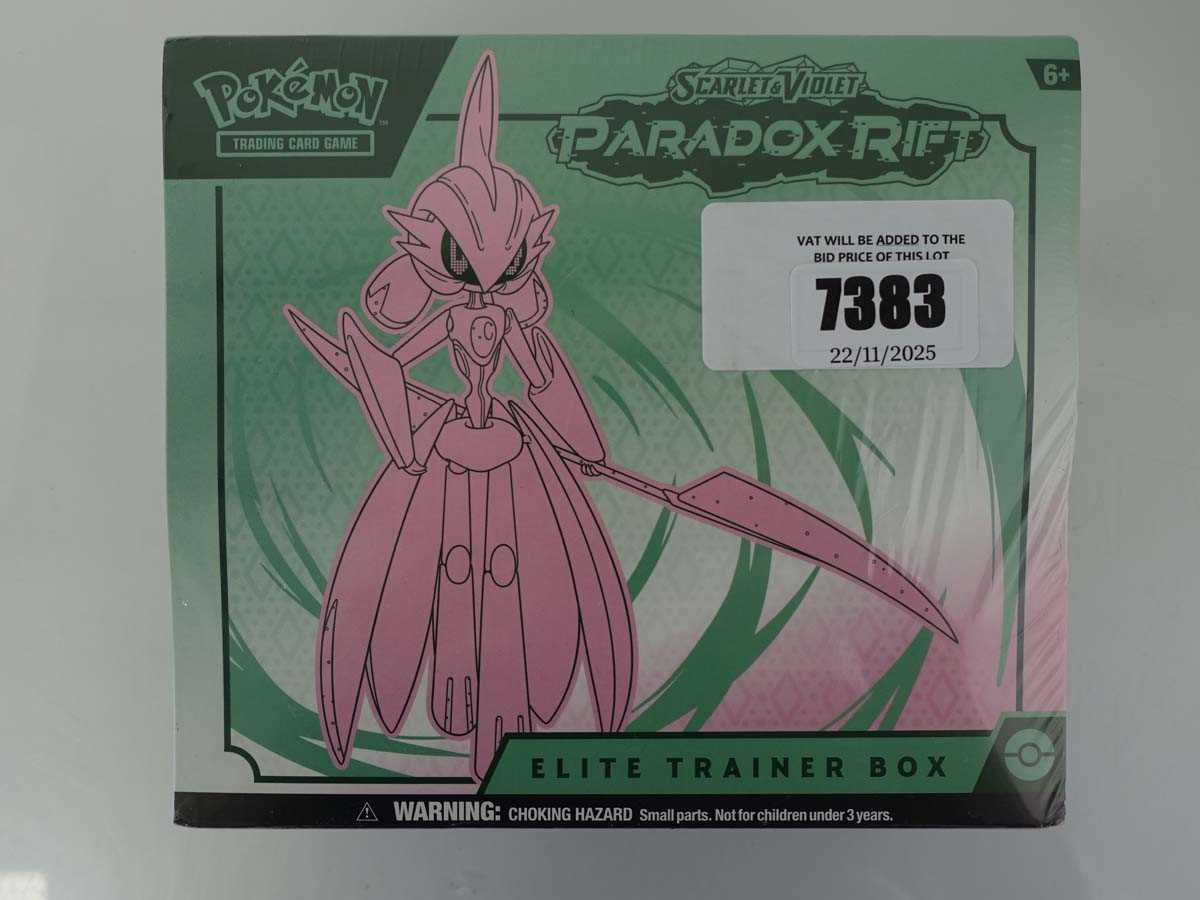 POKéMON
TRADING CARD GAME
SCARLET & VIOLET
PARADOX RIFT
6+
VAT WILL BE ADDED TO THE
BID PRICE OF THIS LOT
7383
22/11/2025
ELITE TRAINER BOX
WARNING: CHOKING HAZARD Small parts. Not for children under 3 years.